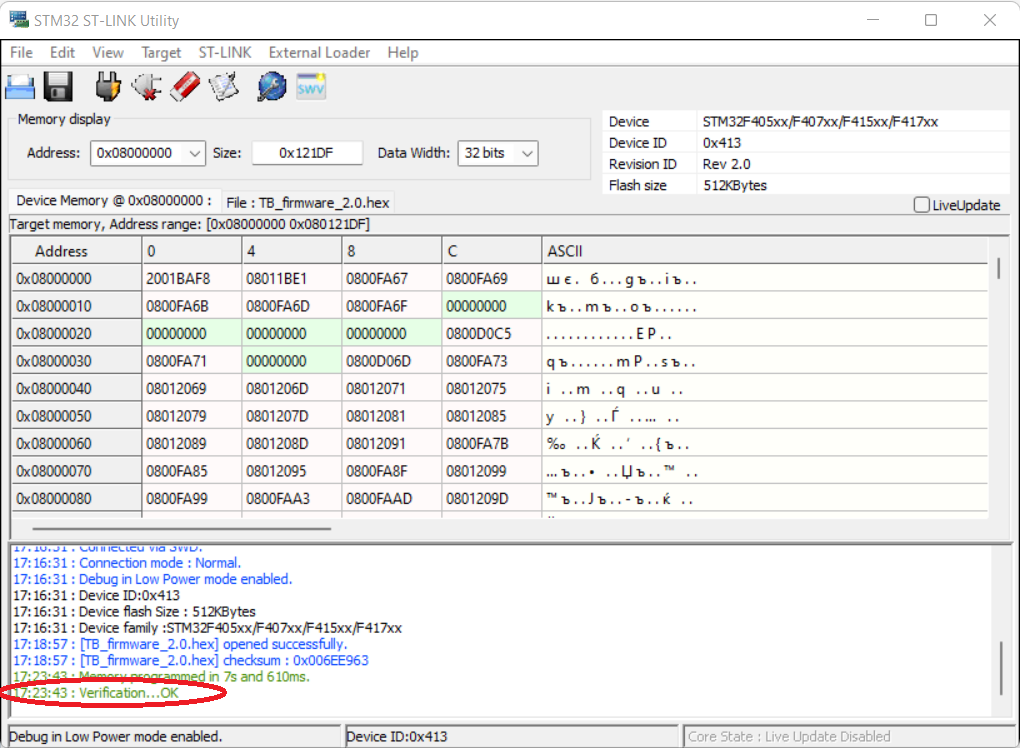 STM32 ST-LINK Utility
File Edit View Target ST-LINK External Loader Help
SWV
Memory display
Address: 0x08000000 Size: 0x121DF Data Width: 32 bits
Device STM32F405xx/F407xx/F415xx/F417xx
Device ID 0x413
Revision ID Rev 2.0
Flash size 512KBytes
LiveUpdate
Device Memory @ 0x08000000 : File : TB_firmware_2.0.hex
Target memory, Address range: [0x08000000 0x080121DF]
Address 0 4 8 C ASCII
0x08000000 2001BAF8 08011BE1 0800FA67 0800FA69 шє. б...gъ..iъ..
0x08000010 0800FA6B 0800FA6D 0800FA6F 00000000 kъ..mъ..oъ......
0x08000020 00000000 00000000 00000000 0800D0C5 ............ЕР..
0x08000030 0800FA71 00000000 0800D06D 0800FA73 qъ......mР..sъ..
0x08000040 08012069 0801206D 08012071 08012075 i ..m ..q ..u ..
0x08000050 08012079 0801207D 08012081 08012085 y ..} ..Ѓ ..… ..
0x08000060 08012089 0801208D 08012091 0800FA7B ‰ ..Ќ ..‘ ..{ъ..
0x08000070 0800FA85 08012095 0800FA8F 08012099 …ъ..• ..Џъ..™ ..
0x08000080 0800FA99 0800FAA3 0800FAAD 0801209D ™ъ..Јъ..-ъ..ќ ..
17:16:31 : Connected via SWD.
17:16:31 : Connection mode : Normal.
17:16:31 : Debug in Low Power mode enabled.
17:16:31 : Device ID:0x413
17:16:31 : Device flash Size : 512KBytes
17:16:31 : Device family :STM32F405xx/F407xx/F415xx/F417xx
17:18:57 : [TB_firmware_2.0.hex] opened successfully.
17:18:57 : [TB_firmware_2.0.hex] checksum : 0x006EE963
17:23:43 : Memory programmed in 7s and 610ms.
17:23:43 : Verification...OK
Debug in Low Power mode enabled. Device ID:0x413 Core State : Live Update Disabled